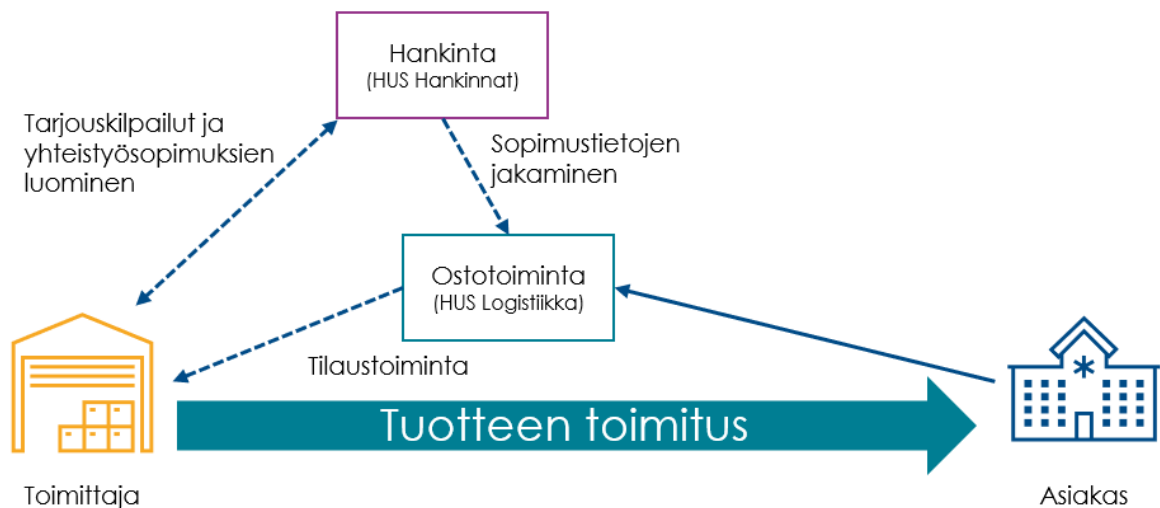 Hankinta
(HUS Hankinnat)
Tarjouskilpailut ja
yhteistyösopimuksien
luominen
Sopimustietojen
jakaminen
Ostotoiminta
(HUS Logistiikka)
Tilaustoiminta
Tuotteen toimitus
Toimittaja
Asiakas